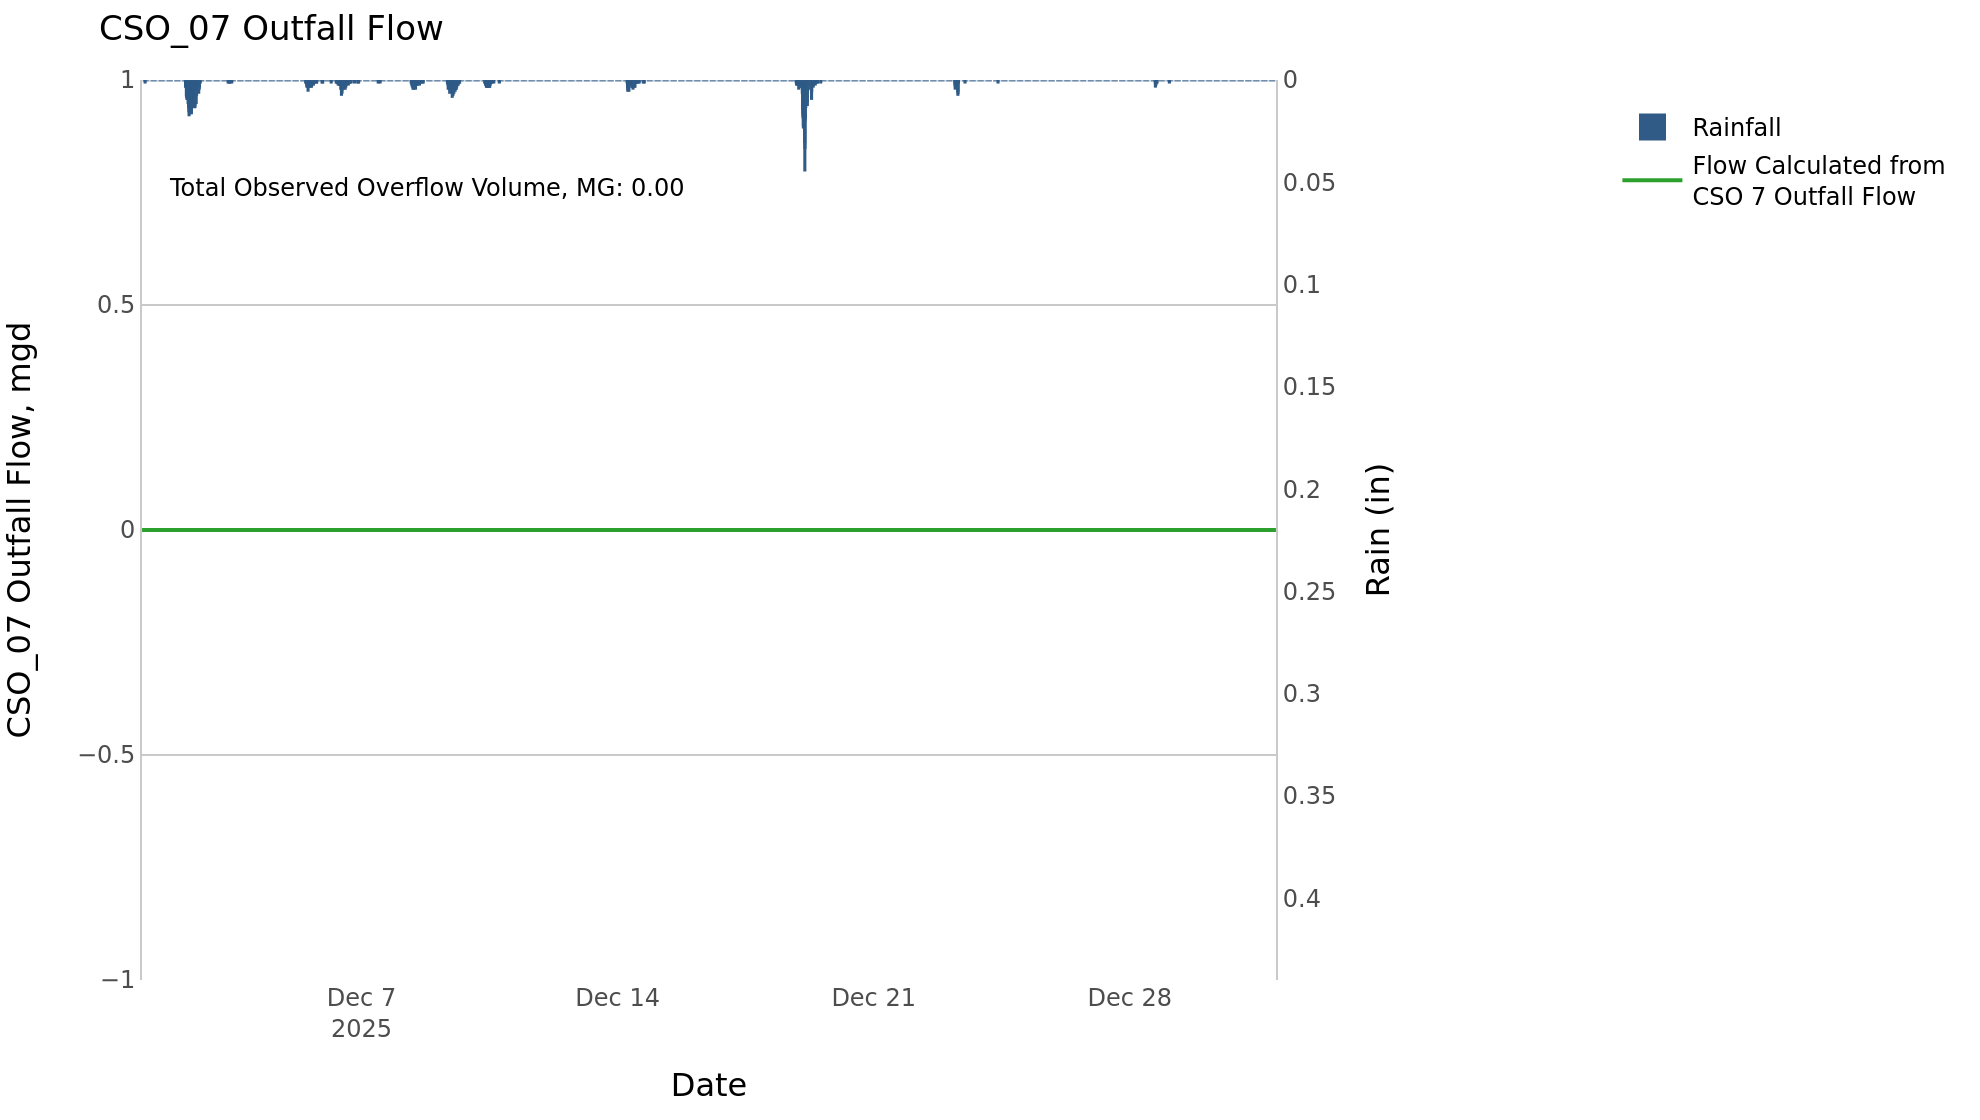 CSO_07 Outfall Flow
1
0.5
0
−0.5
−1
CSO_07 Outfall Flow, mgd
Total Observed Overflow Volume, MG: 0.00
0
0.05
0.1
0.15
0.2
0.25
0.3
0.35
0.4
Rain (in)
Dec 7
2025
Dec 14
Dec 21
Dec 28
Date
Rainfall
Flow Calculated from
CSO 7 Outfall Flow